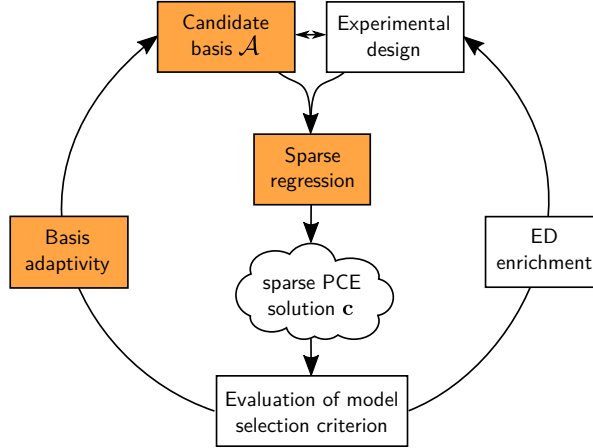 Candidate
basis 𝒜
Experimental
design
Sparse
regression
Basis
adaptivity
ED
enrichment
sparse PCE
solution c
Evaluation of model
selection criterion